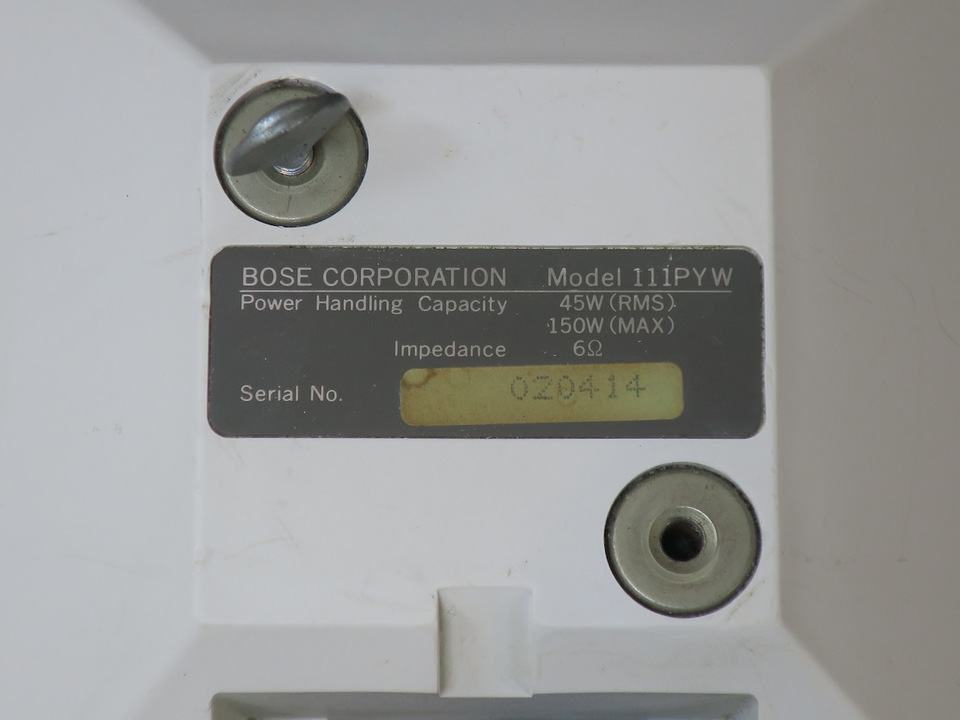 BOSE CORPORATION Model 111PYW
Power Handling Capacity 45W (RMS)
150W (MAX)
Impedance 6Ω
Serial No. 020414